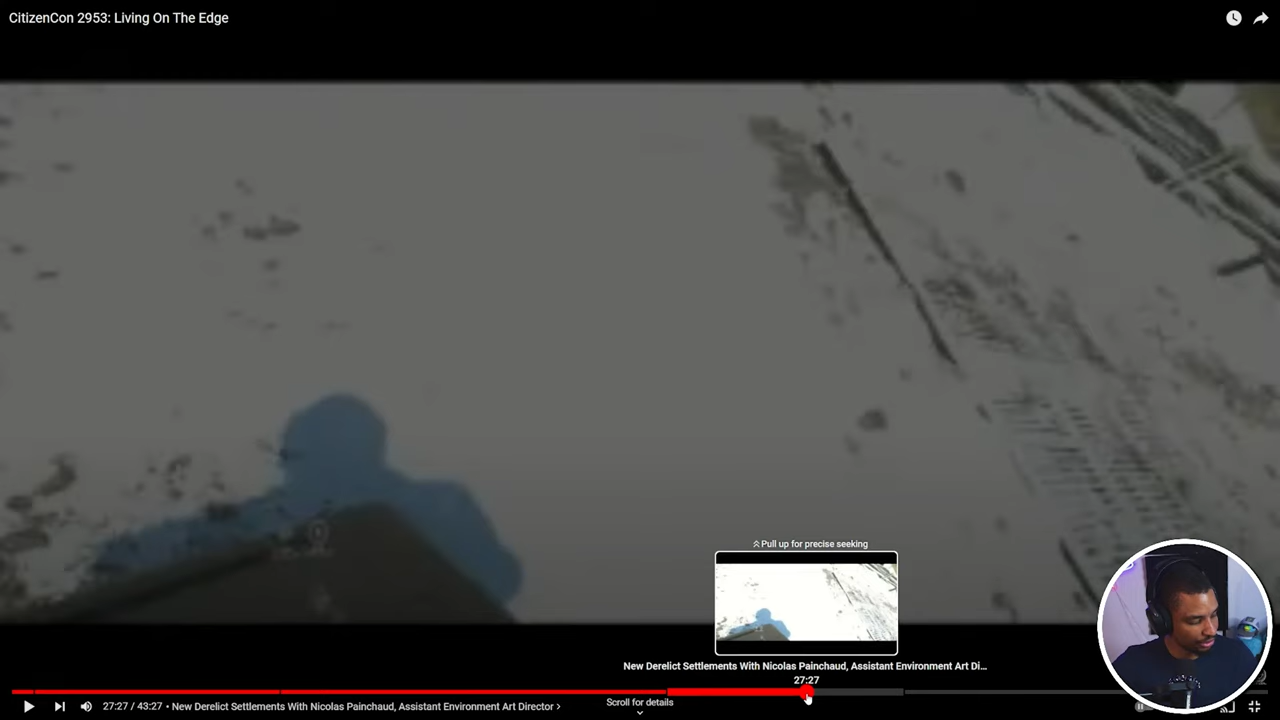 CitizenCon 2953: Living On The Edge
Pull up for precise seeking
New Derelict Settlements With Nicolas Painchaud, Assistant Environment Art Di...
27:27
27:27 / 43:27 • New Derelict Settlements With Nicolas Painchaud, Assistant Environment Art Director >
Scroll for details